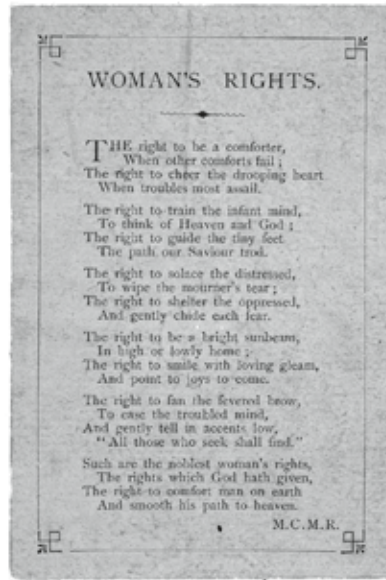 WOMAN'S RIGHTS.
THE right to be a comforter,
When other comforts fail;
The right to cheer the drooping heart
When troubles most assail.
The right to train the infant mind,
To think of Heaven and God;
The right to guide the tiny feet
The path our Saviour trod.
The right to solace the distressed,
To wipe the mourner's tear;
The right to shelter the oppressed,
And gently chide each fear.
The right to be a bright sunbeam,
In high or lowly home;
The right to smile with loving gleam,
And point to joys to come.
The right to fan the fevered brow,
To ease the troubled mind,
And gently tell in accents low,
"All those who seek shall find."
Such are the noblest woman's rights,
The rights which God hath given,
The right to comfort man on earth
And smooth his path to heaven.
M.C.M.R.